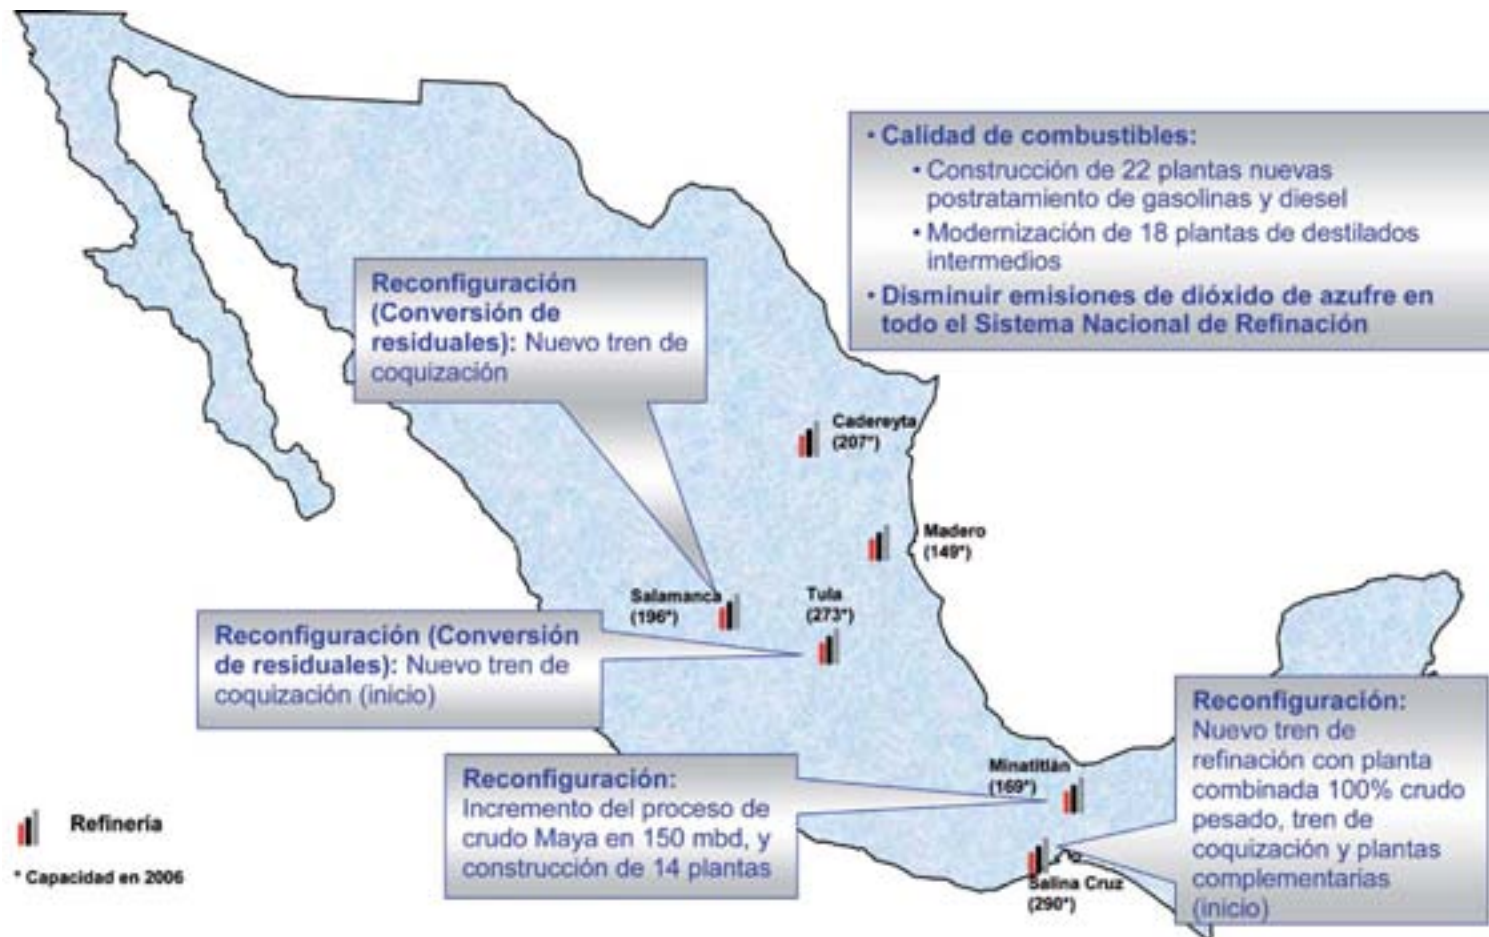 • Calidad de combustibles:
• Construcción de 22 plantas nuevas
postratamiento de gasolinas y diesel
• Modernización de 18 plantas de destilados
intermedios
• Disminuir emisiones de dióxido de azufre en
todo el Sistema Nacional de Refinación
Reconfiguración
(Conversión de
residuales): Nuevo tren de
coquización
Cadereyta
(207*)
Madero
(149*)
Salamanca
(196*)
Tula
(273*)
Reconfiguración (Conversión
de residuales): Nuevo tren de
coquización (inicio)
Reconfiguración:
Nuevo tren de
refinación con planta
combinada 100% crudo
pesado, tren de
coquización y plantas
complementarias
(inicio)
Minatitlán
(169*)
Reconfiguración:
Incremento del proceso de
crudo Maya en 150 mbd, y
construcción de 14 plantas
Salina Cruz
(290*)
Refinería
* Capacidad en 2006